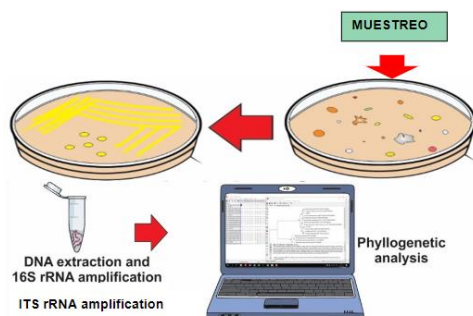 MUESTREO
DNA extraction and
16S rRNA amplification
ITS rRNA amplification
Phyllogenetic
analysis